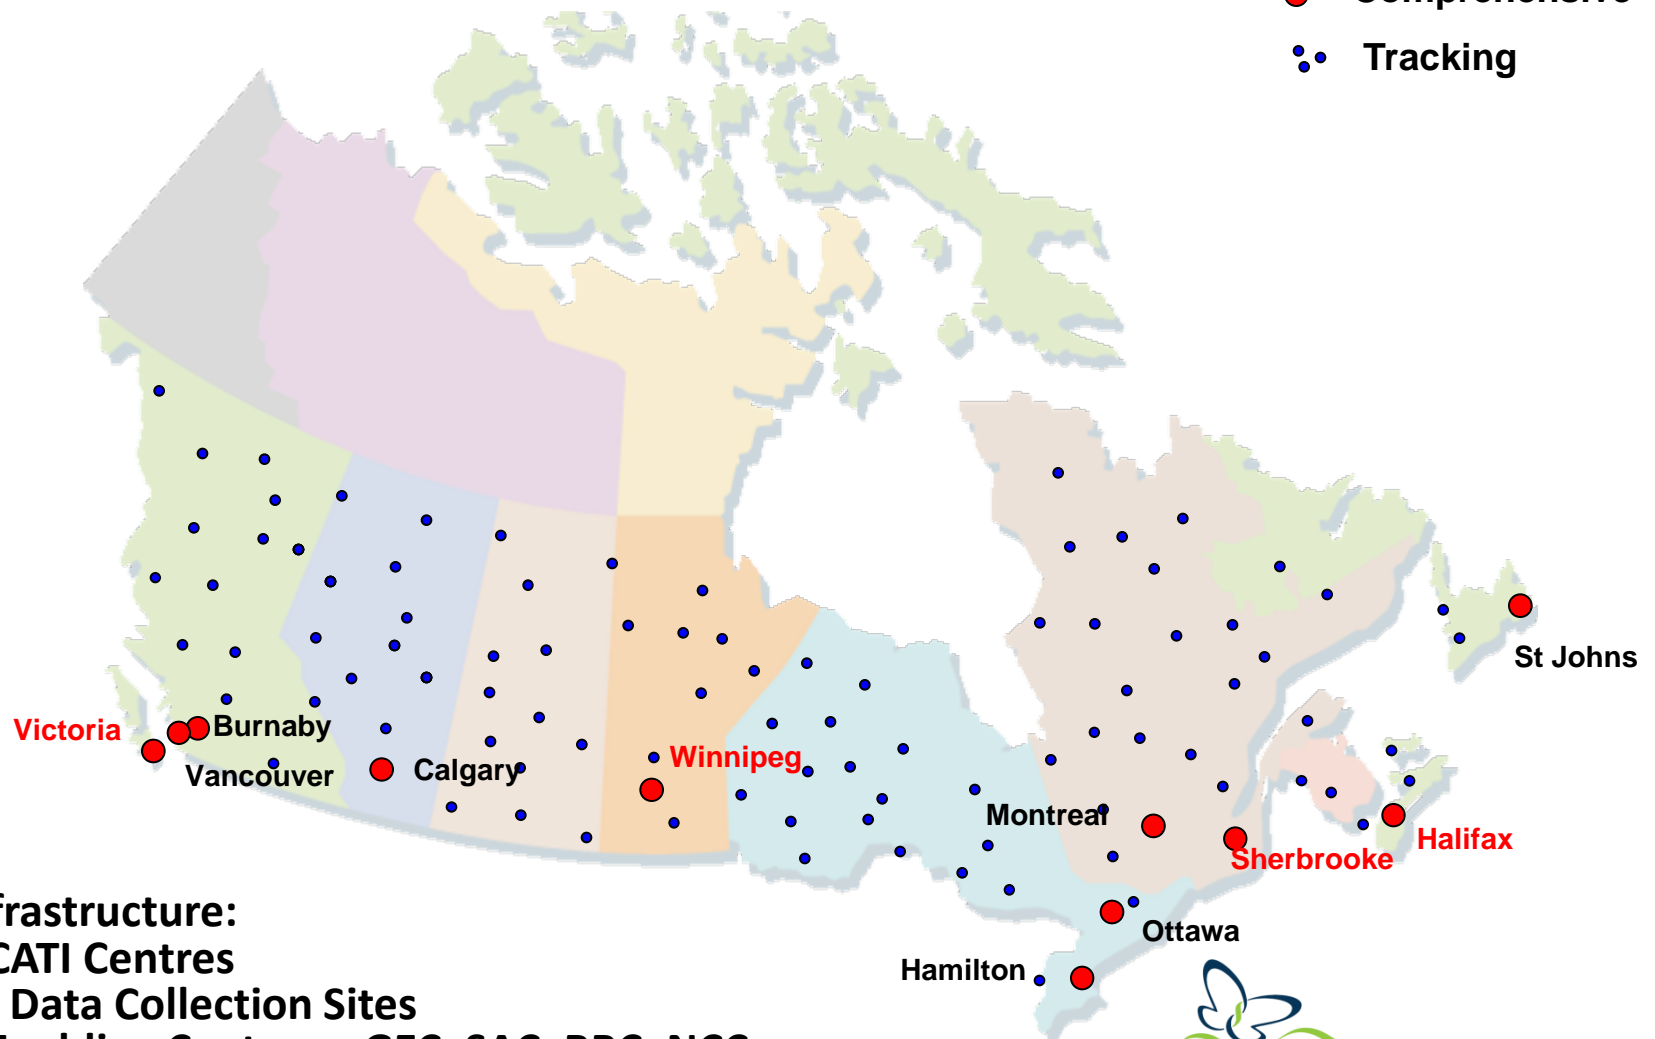 Comprehensive
Tracking
Victoria
Burnaby
Vancouver
Calgary
Winnipeg
Montreal
Sherbrooke
Halifax
St Johns
Ottawa
Hamilton
frastructure:
CATI Centres
Data Collection Sites